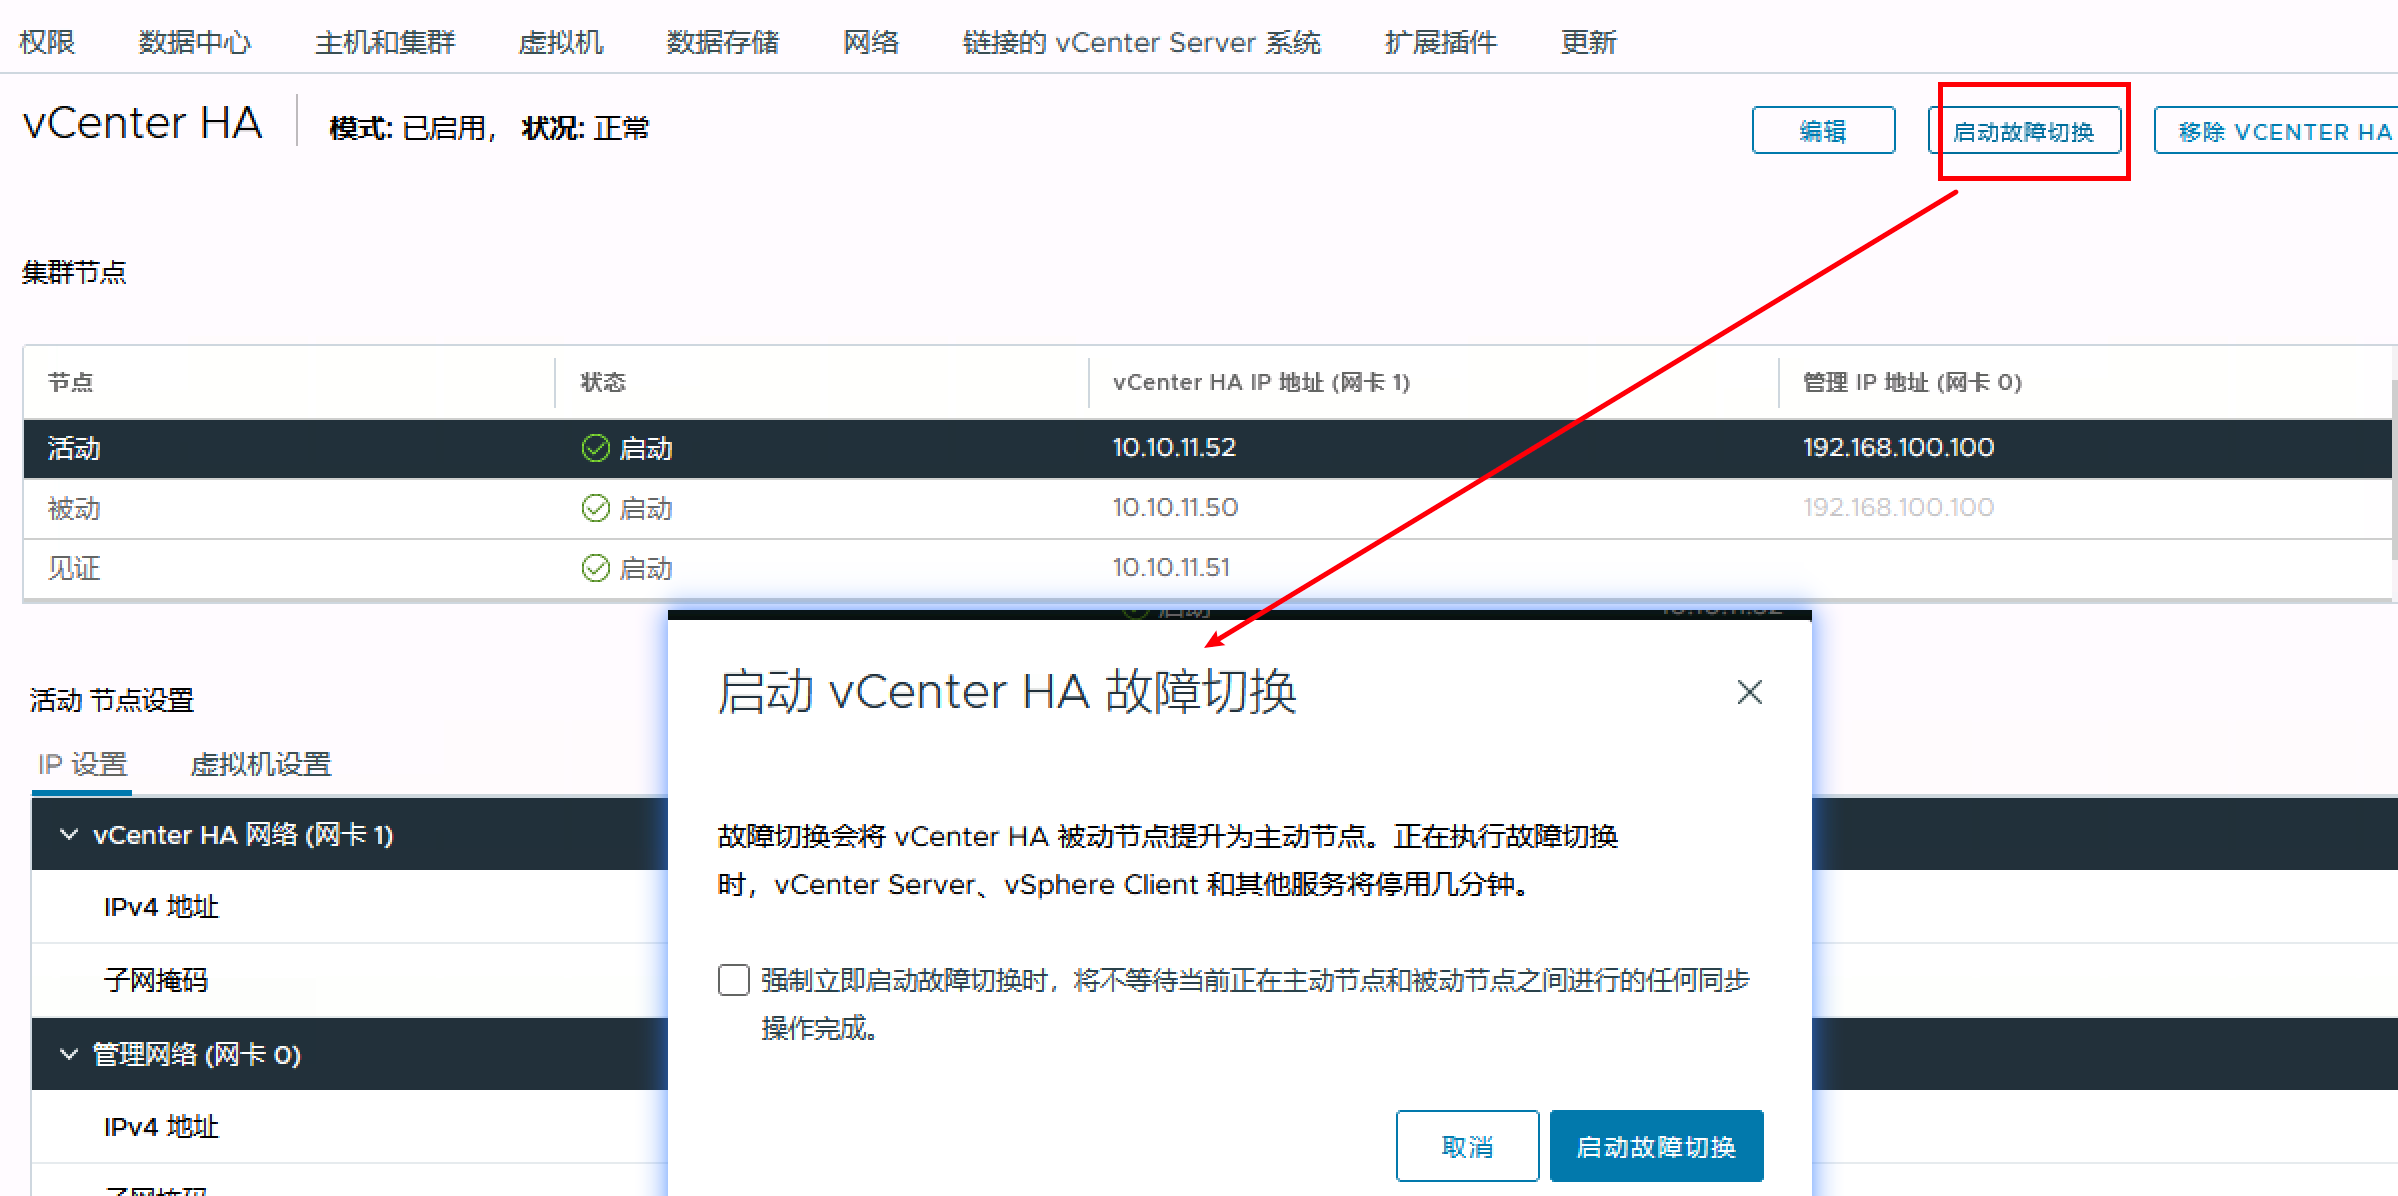 权限 数据中心 主机和集群 虚拟机 数据存储 网络 链接的 vCenter Server 系统 扩展插件 更新
vCenter HA 模式: 已启用, 状况: 正常 编辑 启动故障切换 移除 VCENTER HA
集群节点
节点 状态 vCenter HA IP 地址 (网卡 1) 管理 IP 地址 (网卡 0)
活动 启动 10.10.11.52 192.168.100.100
被动 启动 10.10.11.50 192.168.100.100
见证 启动 10.10.11.51
活动 节点设置
IP 设置 虚拟机设置
vCenter HA 网络 (网卡 1)
IPv4 地址
子网掩码
管理网络 (网卡 0)
IPv4 地址
子网掩码
启动 vCenter HA 故障切换
故障切换会将 vCenter HA 被动节点提升为主动节点。正在执行故障切换
时，vCenter Server、vSphere Client 和其他服务将停用几分钟。
强制立即启动故障切换时，将不等待当前正在主动节点和被动节点之间进行的任何同步
操作完成。
取消 启动故障切换